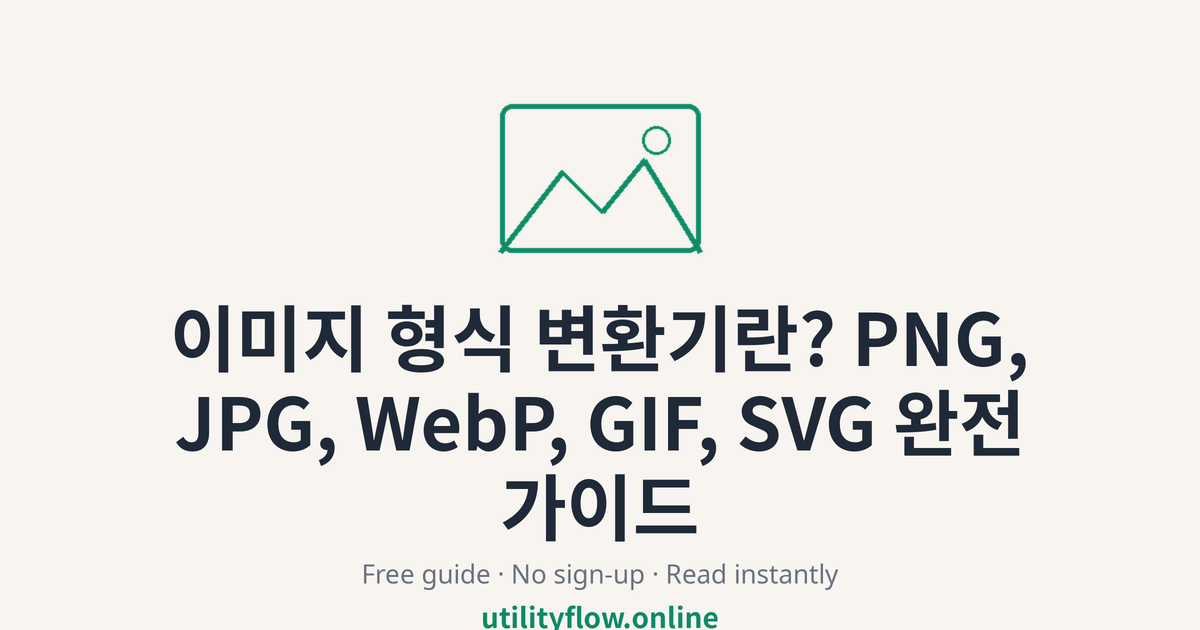 이미지 형식 변환기란? PNG,
JPG, WebP, GIF, SVG 완전
가이드
Free guide · No sign-up · Read instantly
utilityflow.online